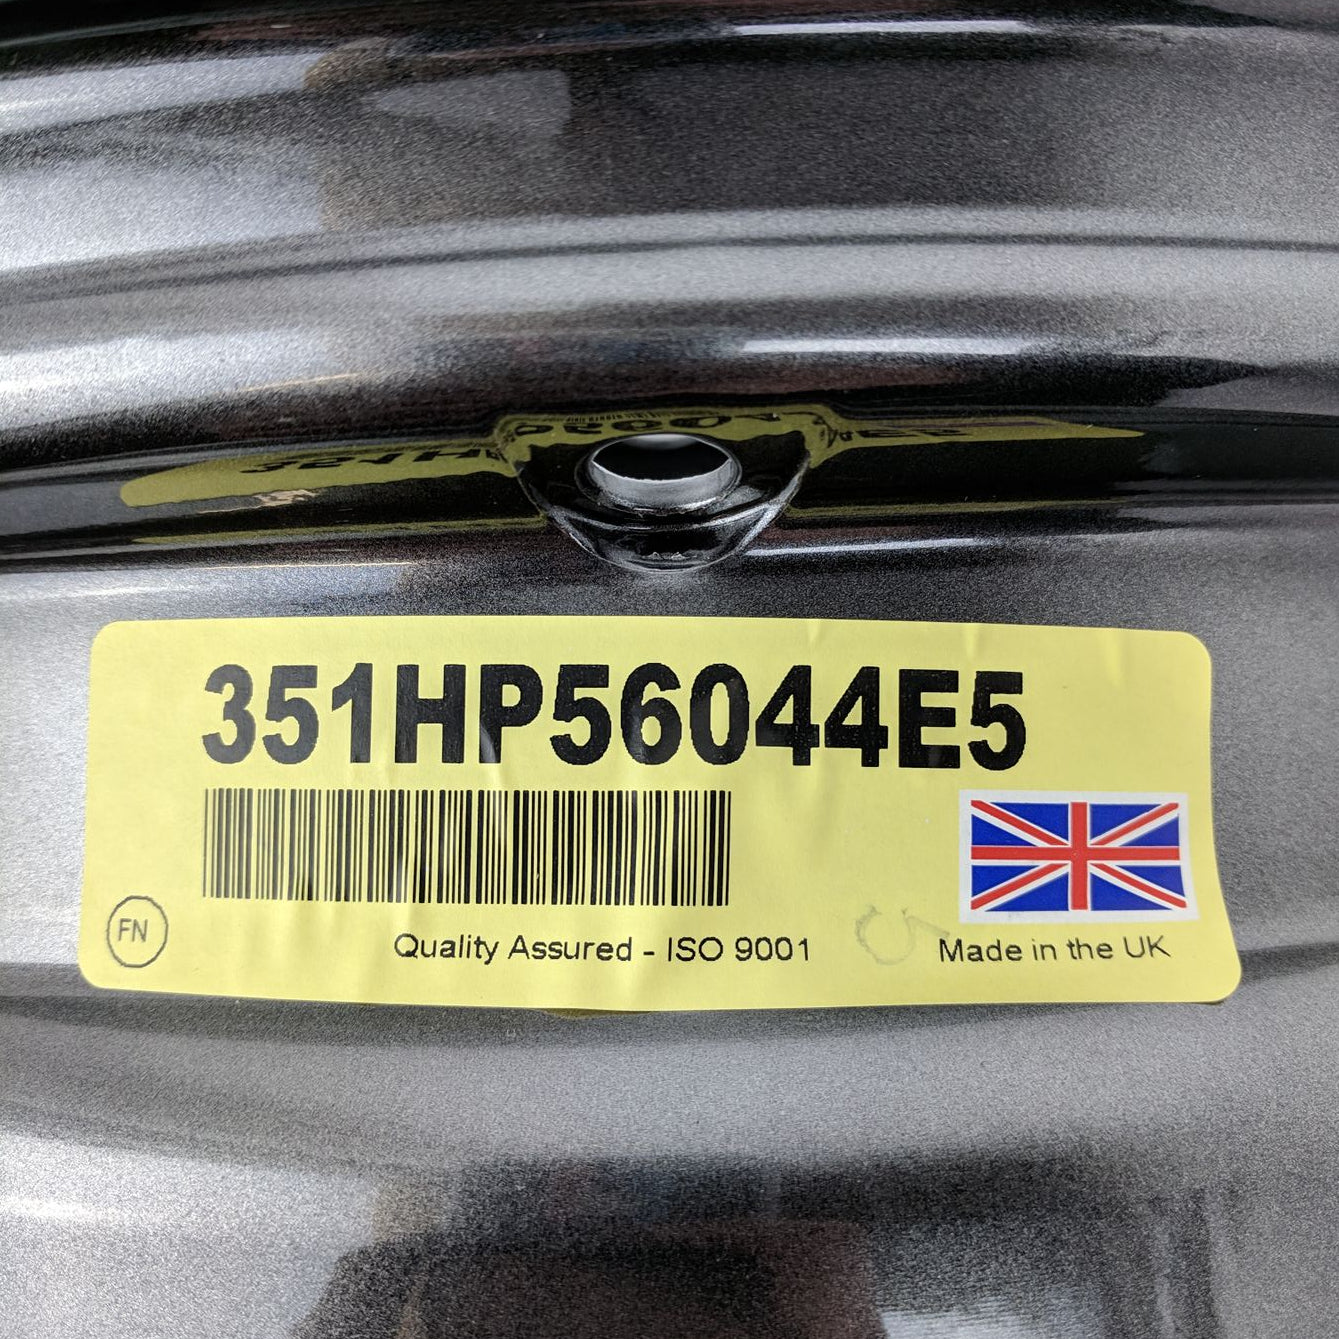 351HP56044E5
FN
Quality Assured - ISO 9001
Made in the UK